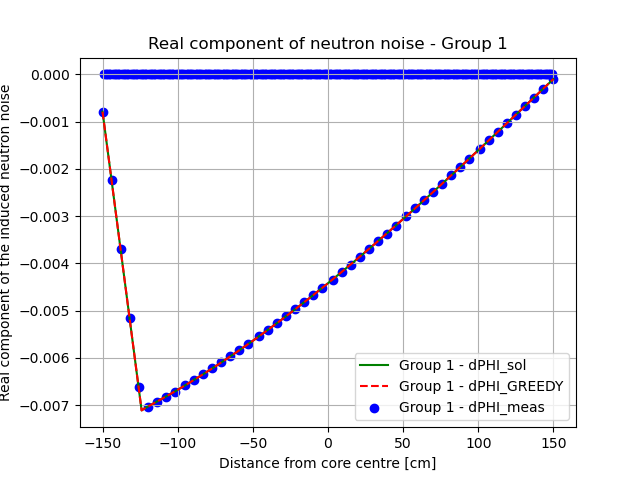 Real component of neutron noise - Group 1
Real component of the induced neutron noise
0.000
−0.001
−0.002
−0.003
−0.004
−0.005
−0.006
−0.007
Group 1 - dPHI_sol
Group 1 - dPHI_GREEDY
Group 1 - dPHI_meas
−150 −100 −50 0 50 100 150
Distance from core centre [cm]